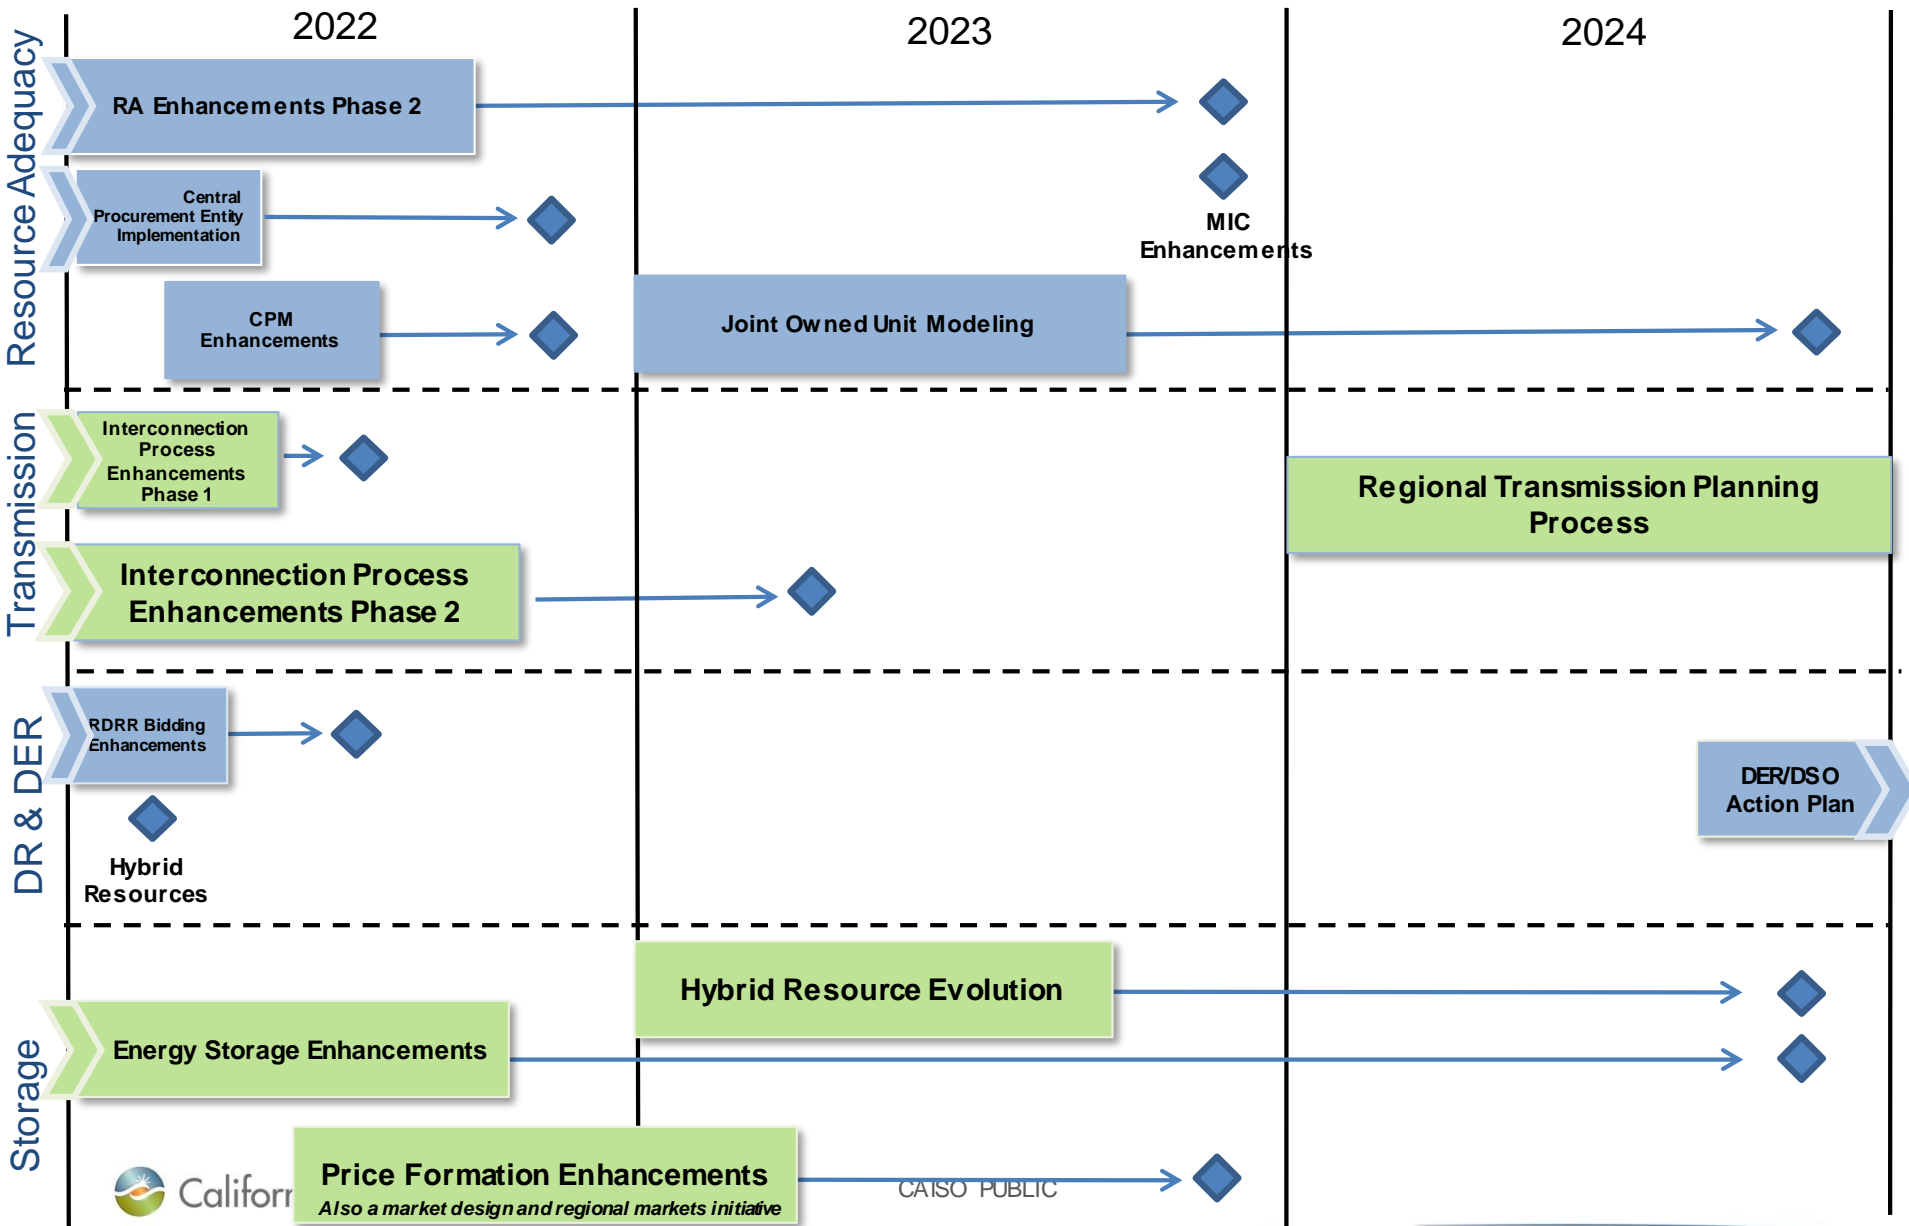 2022
2023
2024
Resource Adequacy
RA Enhancements Phase 2
Central
Procurement Entity
Implementation
MIC
Enhancements
CPM
Enhancements
Joint Owned Unit Modeling
Transmission
Interconnection
Process
Enhancements
Phase 1
Regional Transmission Planning
Process
Interconnection Process
Enhancements Phase 2
DR & DER
RDRR Bidding
Enhancements
DER/DSO
Action Plan
Hybrid
Resources
Storage
Hybrid Resource Evolution
Energy Storage Enhancements
Price Formation Enhancements
Also a market design and regional markets initiative
Californ
CAISO PUBLIC